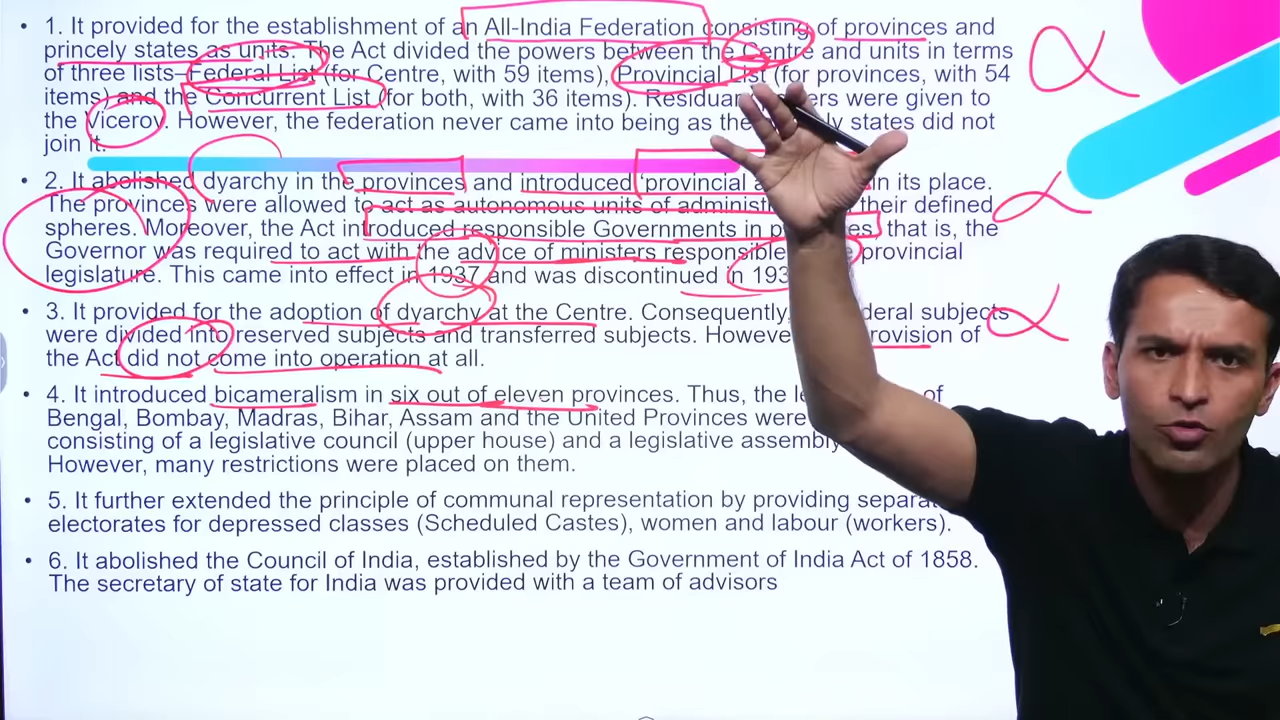 • 1. It provided for the establishment of an All-India Federation consisting of provinces and
princely states as units. The Act divided the powers between the Centre and units in terms
of three lists–Federal List (for Centre, with 59 items), Provincial List (for provinces, with 54
items) and the Concurrent List (for both, with 36 items). Residuary were given to
the Viceroy. However, the federation never came into being as the states did not
join it.
• 2. It abolished dyarchy in the provinces and introduced 'provincial in its place.
The provinces were allowed to act as autonomous units of their defined
spheres. Moreover, the Act introduced responsible Governments in that is, the
Governor was required to act with the advice of ministers responsible provincial
legislature. This came into effect in 1937 and was discontinued in
• 3. It provided for the adoption of dyarchy at the Centre. Consequently, subjects
were divided into reserved subjects and transferred subjects. However of
the Act did not come into operation at all.
• 4. It introduced bicameralism in six out of eleven provinces. Thus, the of
Bengal, Bombay, Madras, Bihar, Assam and the United Provinces were
consisting of a legislative council (upper house) and a legislative assembly
However, many restrictions were placed on them.
• 5. It further extended the principle of communal representation by providing separate
electorates for depressed classes (Scheduled Castes), women and labour (workers).
• 6. It abolished the Council of India, established by the Government of India Act of 1858.
The secretary of state for India was provided with a team of advisors